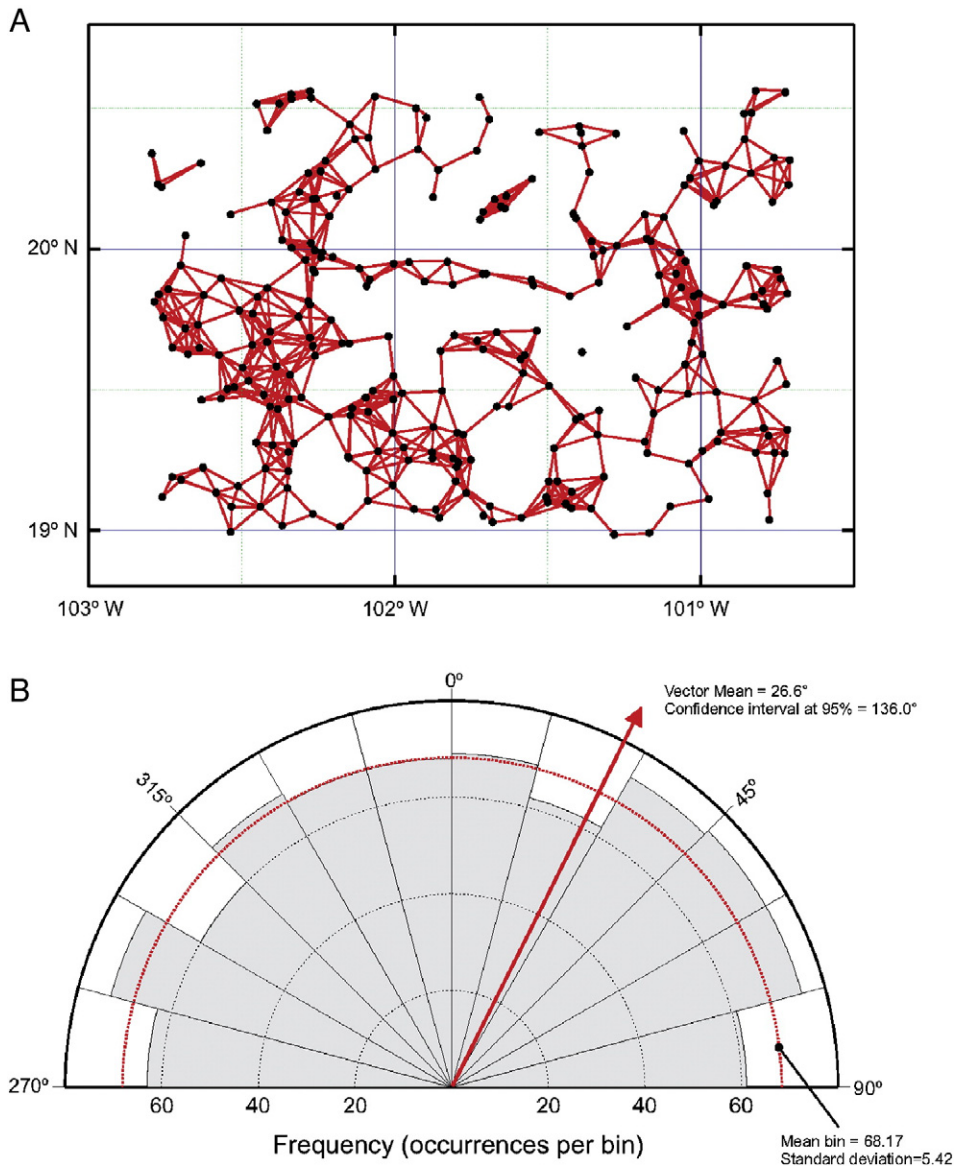 A
20° N
19° N
103° W
102° W
101° W
B
0°
Vector Mean = 26.6°
Confidence interval at 95% = 136.0°
315°
45°
270°
60
40
20
20
40
60
90°
Frequency (occurrences per bin)
Mean bin = 68.17
Standard deviation=5.42